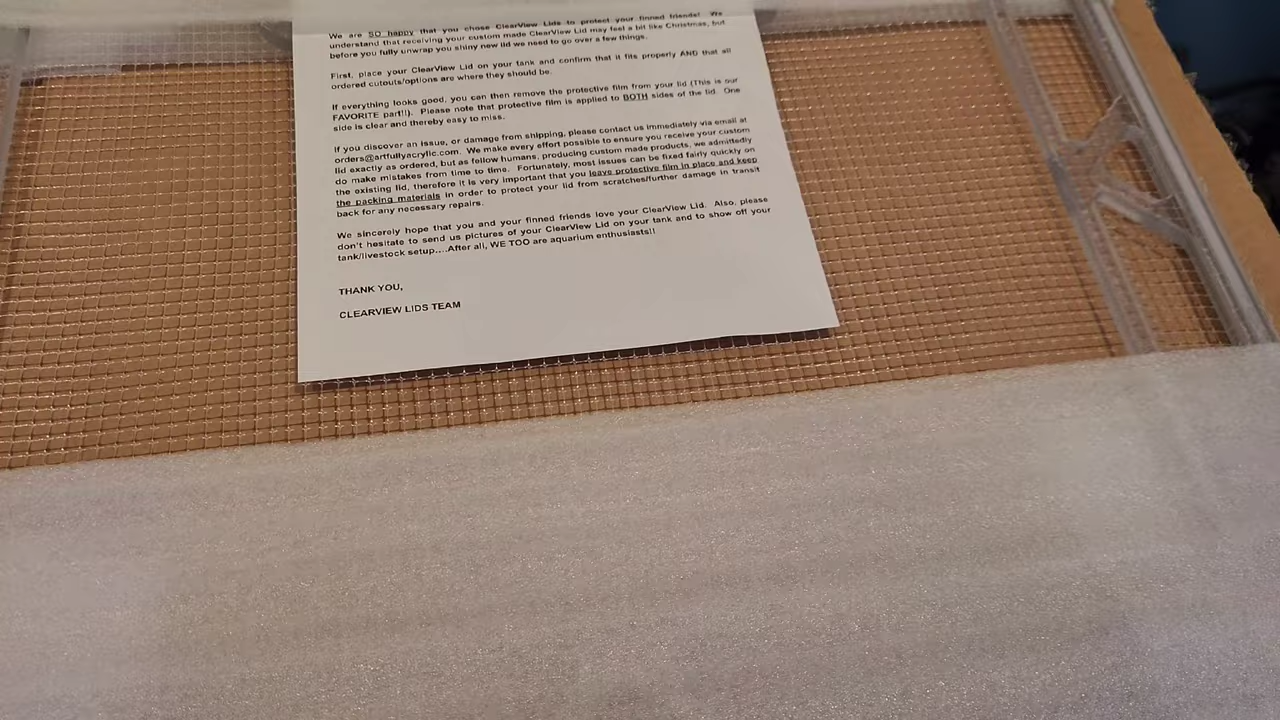 We are SO happy that you chose ClearView Lids to protect your finned friends! We
understand that receiving your custom made ClearView Lid may feel a bit like Christmas, but
before you fully unwrap you shiny new lid we need to go over a few things.
First, place your ClearView Lid on your tank and confirm that it fits properly AND that all
ordered cutouts/options are where they should be.
If everything looks good, you can then remove the protective film from your lid (This is our
FAVORITE part!!). Please note that protective film is applied to BOTH sides of the lid. One
side is clear and thereby easy to miss.
If you discover an issue, or damage from shipping, please contact us immediately via email at
orders@artfullyacrylic.com. We make every effort possible to ensure you receive your custom
lid exactly as ordered, but as fellow humans, producing custom made products, we admittedly
do make mistakes from time to time. Fortunately, most issues can be fixed fairly quickly on
the existing lid, therefore it is very important that you leave protective film in place and keep
the packing materials in order to protect your lid from scratches/further damage in transit
back for any necessary repairs.
We sincerely hope that you and your finned friends love your ClearView Lid. Also, please
don't hesitate to send us pictures of your ClearView Lid on your tank and to show off your
tank/livestock setup....After all, WE TOO are aquarium enthusiasts!!
THANK YOU,
CLEARVIEW LIDS TEAM